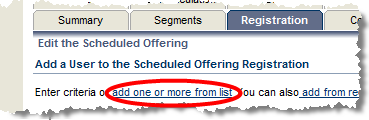 Summary Segments Registration
Edit the Scheduled Offering
Add a User to the Scheduled Offering Registration
Enter criteria or add one or more from list You can also add from